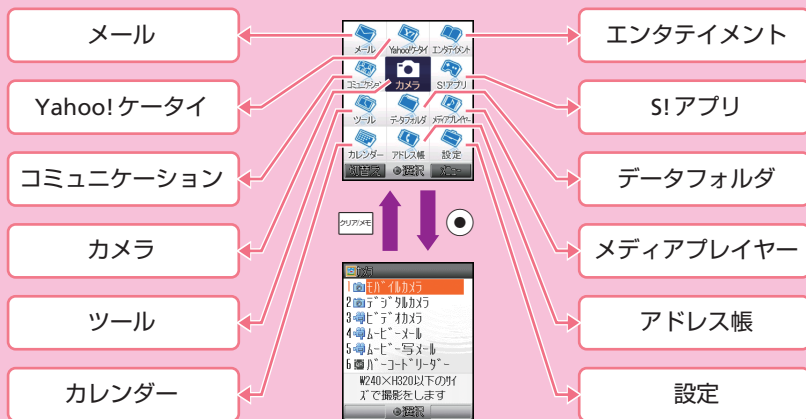 メール
Yahoo!ケータイ
コミュニケーション
カメラ
ツール
カレンダー
メール Yahoo!ケータイ エンタテイメント
コミュニケーション カメラ S!アプリ
ツール データフォルダ メディアプレイヤー
カレンダー アドレス帳 設定
切替え 選択 メニュー
クリア/メモ
カメラ
1 モバイルカメラ
2 デジタルカメラ
3 ビデオカメラ
4 ムービーメール
5 ムービー写メール
6 バーコードリーダー
W240×H320以下のサイ
ズで撮影をします
選択
エンタテイメント
S!アプリ
データフォルダ
メディアプレイヤー
アドレス帳
設定